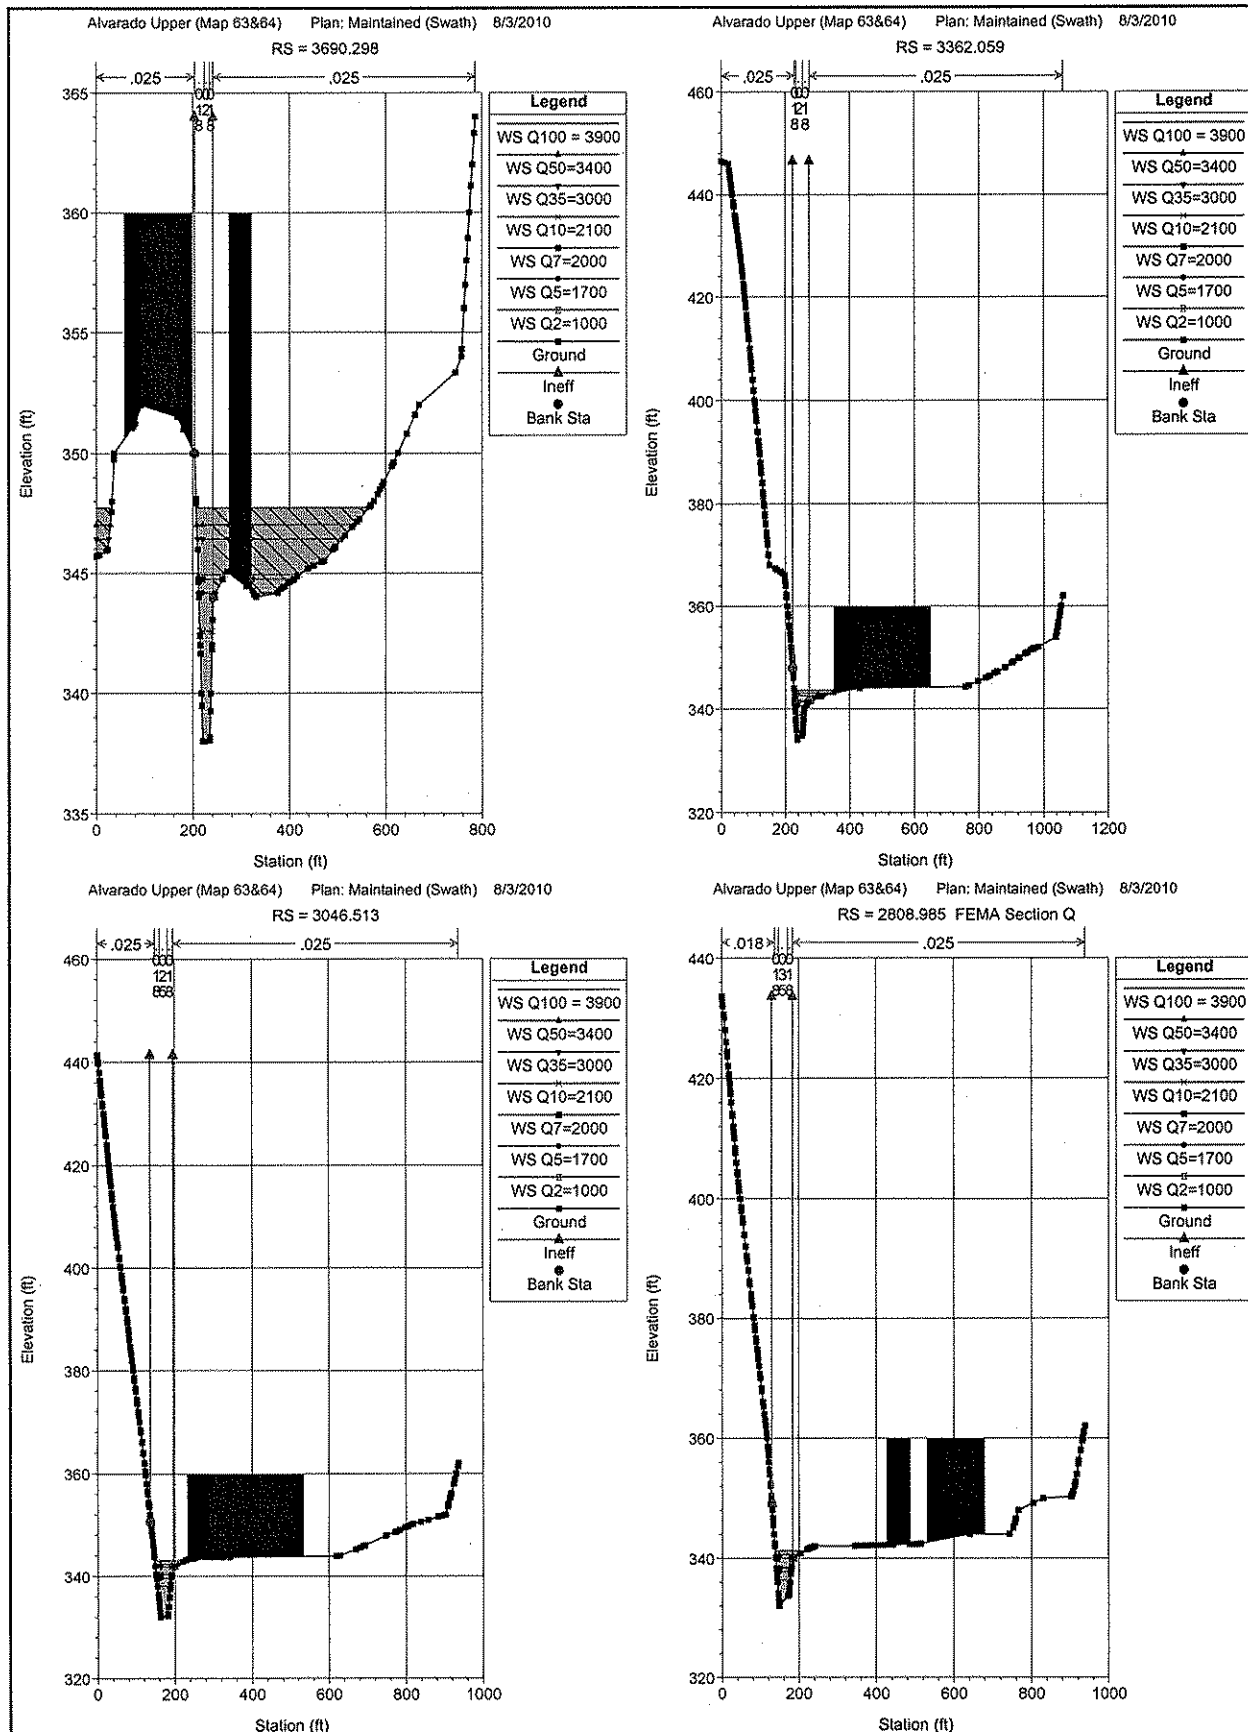 Alvarado Upper (Map 63&64) Plan: Maintained (Swath) 8/3/2010
RS = 3690.298
.025
.025
365
360
355
350
345
340
335
Elevation (ft)
0 200 400 600 800
Station (ft)
Legend
WS Q100 = 3900
WS Q50=3400
WS Q35=3000
WS Q10=2100
WS Q7=2000
WS Q5=1700
WS Q2=1000
Ground
Ineff
Bank Sta
Alvarado Upper (Map 63&64) Plan: Maintained (Swath) 8/3/2010
RS = 3362.059
.025
.025
460
440
420
400
380
360
340
320
Elevation (ft)
0 200 400 600 800 1000 1200
Station (ft)
Legend
WS Q100 = 3900
WS Q50=3400
WS Q35=3000
WS Q10=2100
WS Q7=2000
WS Q5=1700
WS Q2=1000
Ground
Ineff
Bank Sta
Alvarado Upper (Map 63&64) Plan: Maintained (Swath) 8/3/2010
RS = 3046.513
.025
.025
460
440
420
400
380
360
340
320
Elevation (ft)
0 200 400 600 800 1000
Station (ft)
Legend
WS Q100 = 3900
WS Q50=3400
WS Q35=3000
WS Q10=2100
WS Q7=2000
WS Q5=1700
WS Q2=1000
Ground
Ineff
Bank Sta
Alvarado Upper (Map 63&64) Plan: Maintained (Swath) 8/3/2010
RS = 2808.985 FEMA Section Q
.018
.025
440
420
400
380
360
340
320
Elevation (ft)
0 200 400 600 800 1000
Station (ft)
Legend
WS Q100 = 3900
WS Q50=3400
WS Q35=3000
WS Q10=2100
WS Q7=2000
WS Q5=1700
WS Q2=1000
Ground
Ineff
Bank Sta